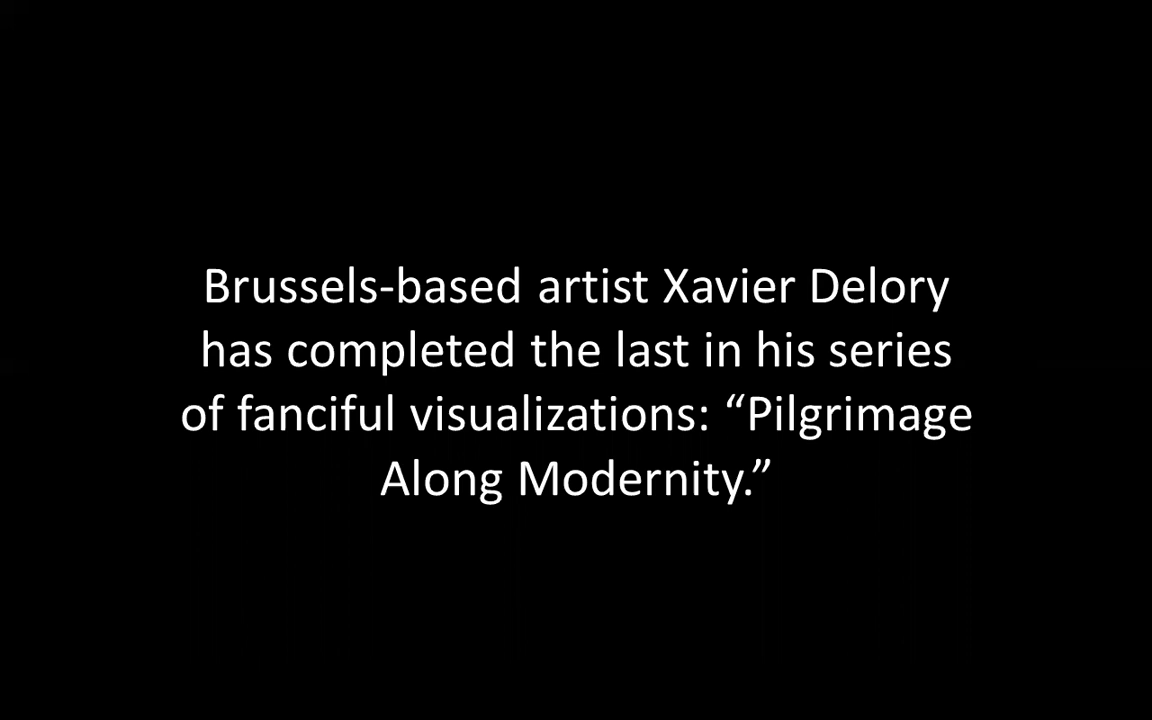 Brussels-based artist Xavier Delory
has completed the last in his series
of fanciful visualizations: “Pilgrimage
Along Modernity.”